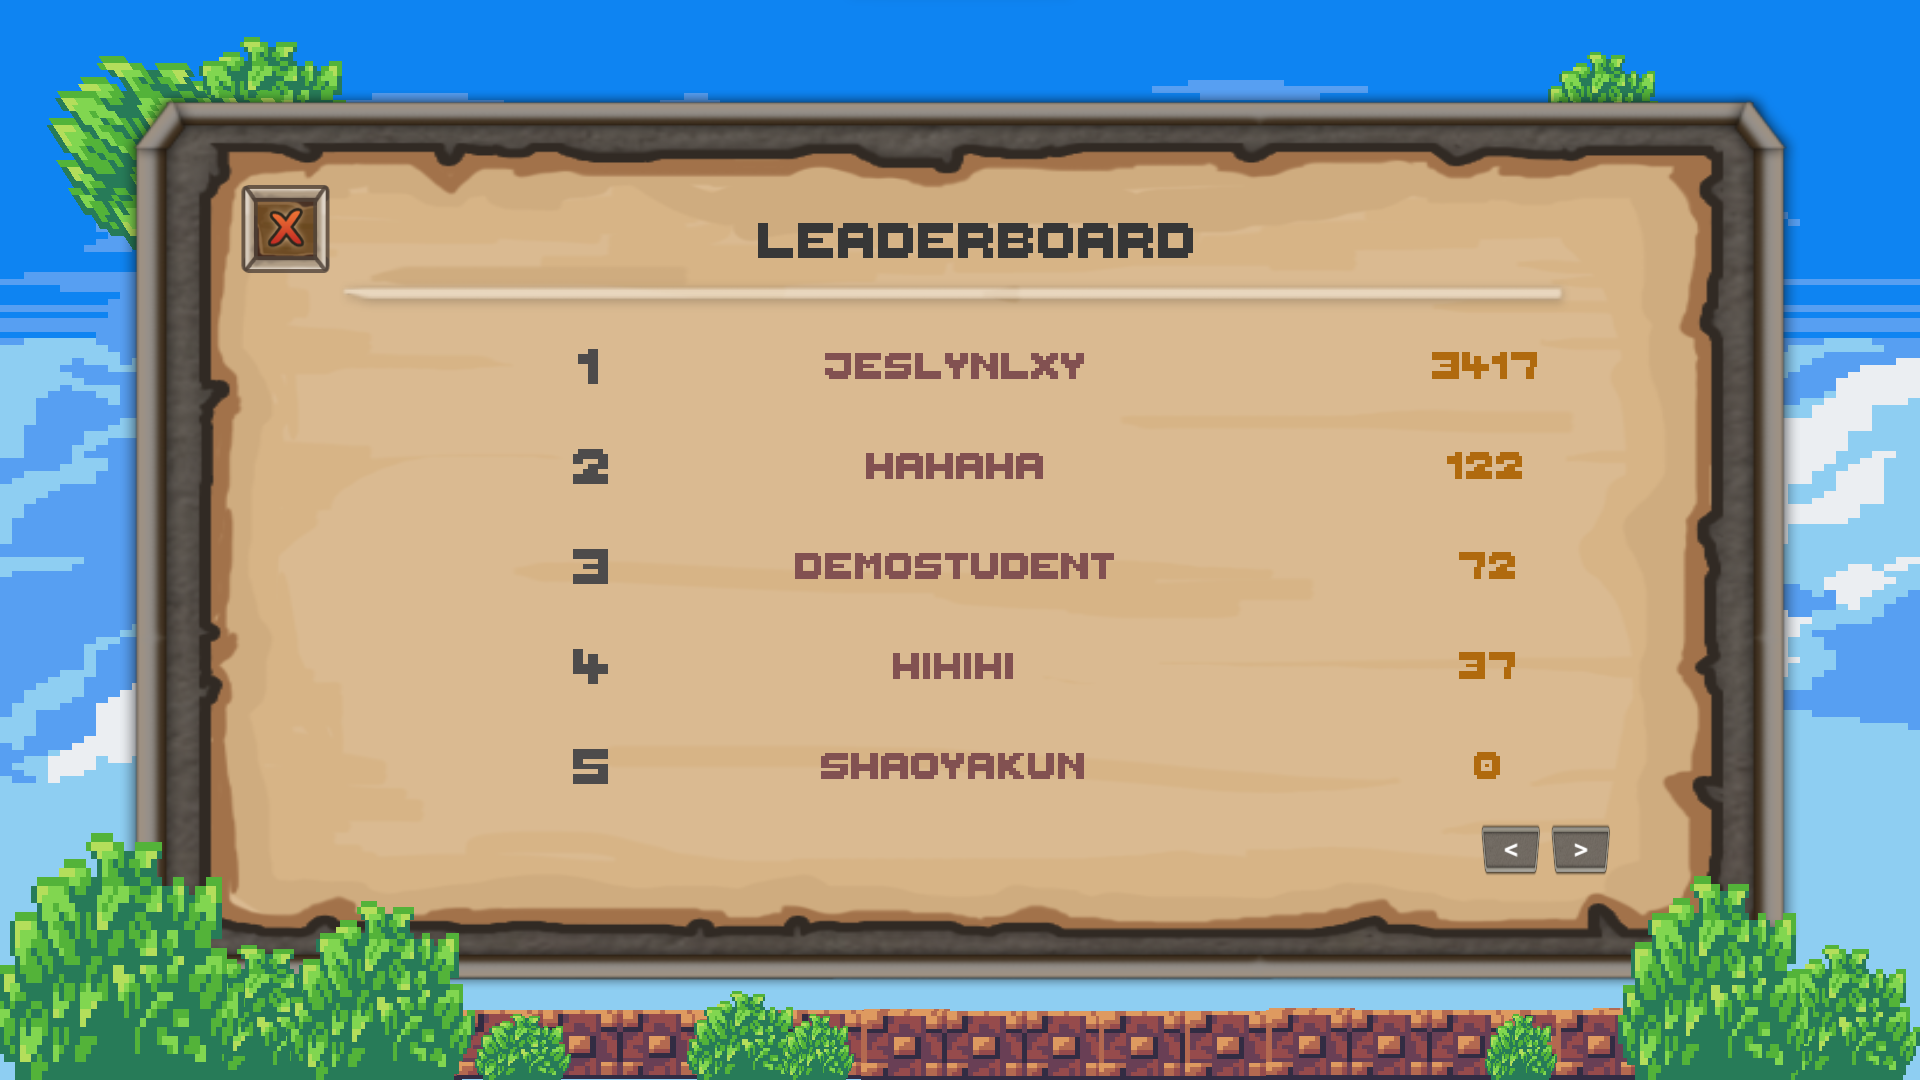 LEADERBOARD
1 JESLYNLXY 3417
2 HAHAHA 122
3 DEMOSTUDENT 72
4 HIHIHI 37
5 SHAOYAKUN 0
< >